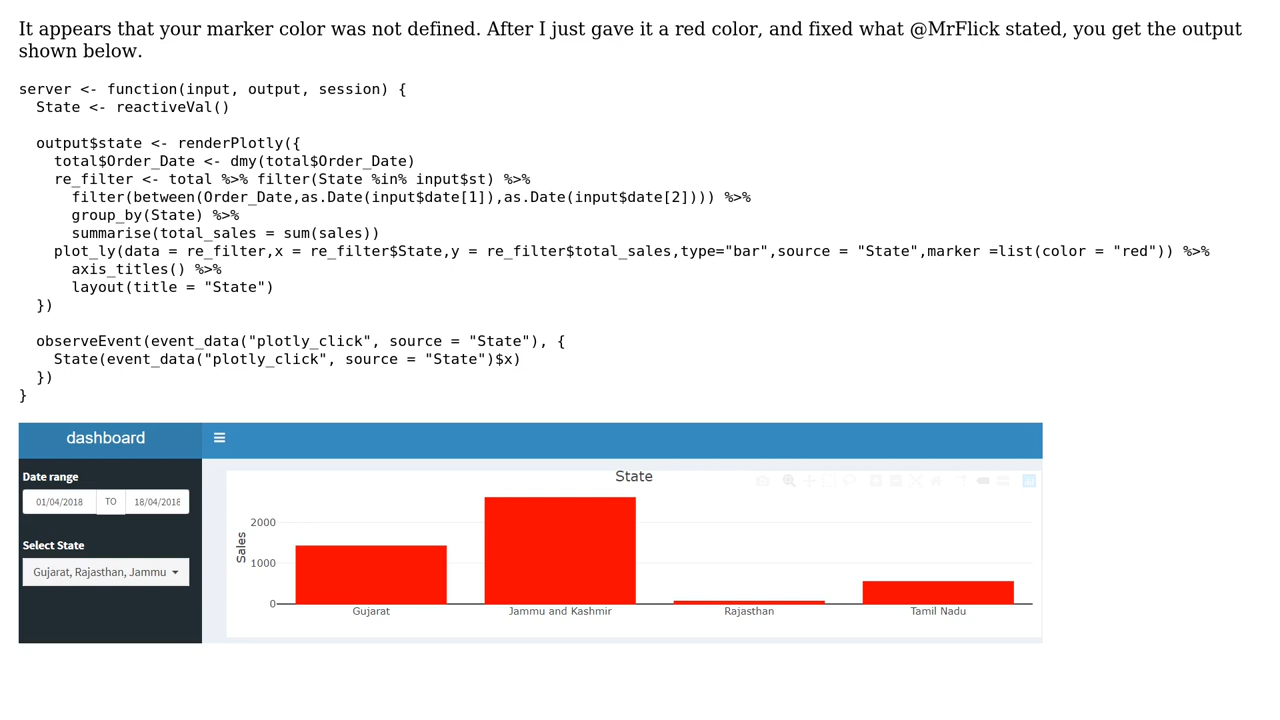 It appears that your marker color was not defined. After I just gave it a red color, and fixed what @MrFlick stated, you get the output
shown below.
server <- function(input, output, session) {
  State <- reactiveVal()
  output$state <- renderPlotly({
    total$Order_Date <- dmy(total$Order_Date)
    re_filter <- total %>% filter(State %in% input$st) %>%
      filter(between(Order_Date,as.Date(input$date[1]),as.Date(input$date[2]))) %>%
      group_by(State) %>%
      summarise(total_sales = sum(sales))
    plot_ly(data = re_filter,x = re_filter$State,y = re_filter$total_sales,type="bar",source = "State",marker =list(color = "red")) %>%
      axis_titles() %>%
      layout(title = "State")
  })
  observeEvent(event_data("plotly_click", source = "State"), {
    State(event_data("plotly_click", source = "State")$x)
  })
}
dashboard
Date range
01/04/2018 TO 18/04/2018
Select State
Gujarat, Rajasthan, Jammu
State
Sales
2000
1000
0
Gujarat Jammu and Kashmir Rajasthan Tamil Nadu